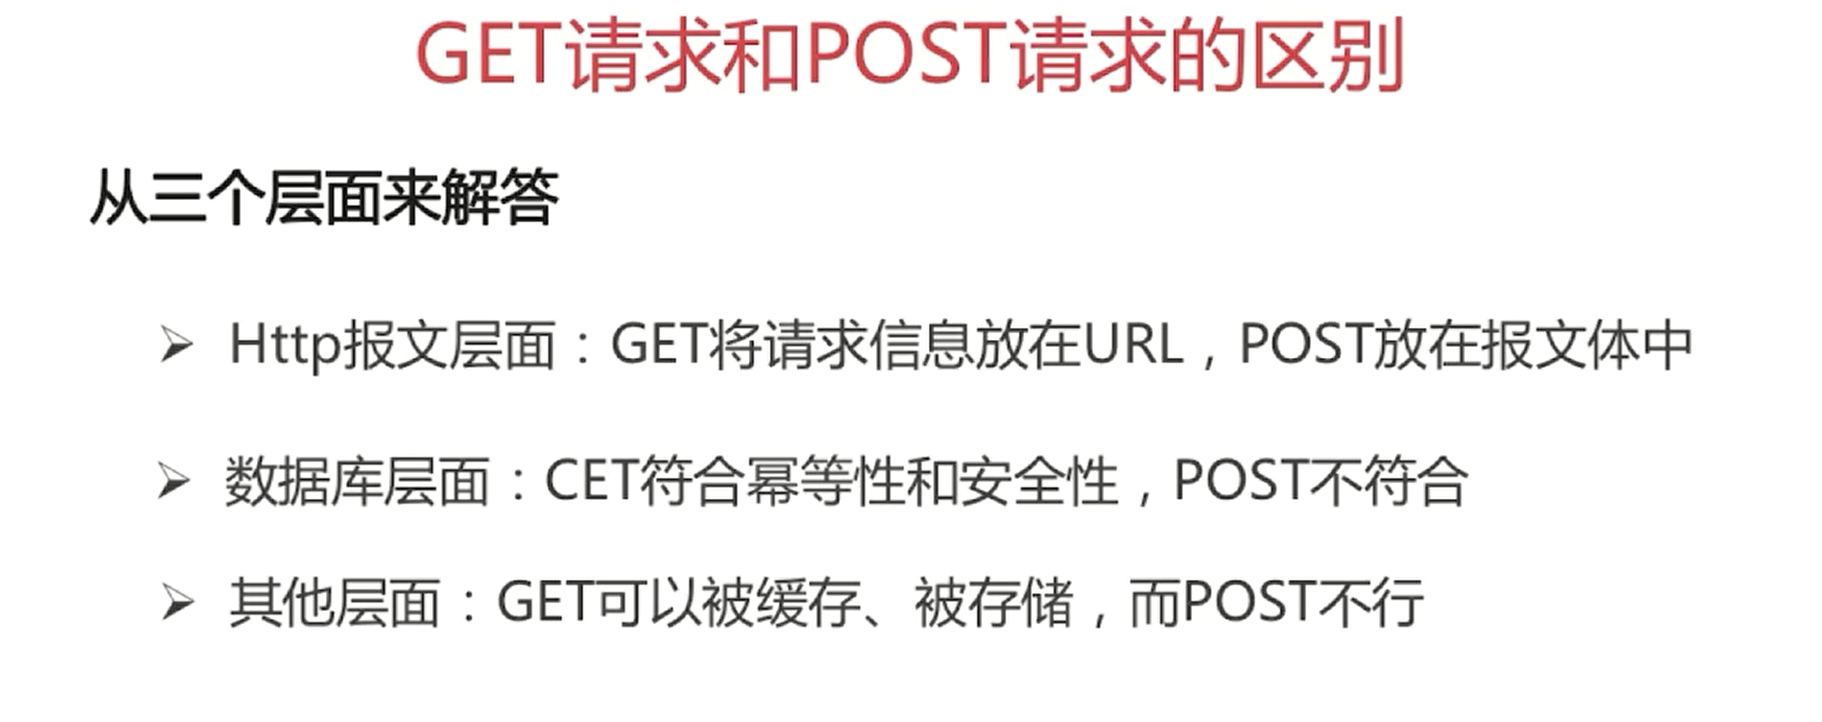 GET请求和POST请求的区别
从三个层面来解答
Http报文层面：GET将请求信息放在URL，POST放在报文体中
数据库层面：CET符合幂等性和安全性，POST不符合
其他层面：GET可以被缓存、被存储，而POST不行